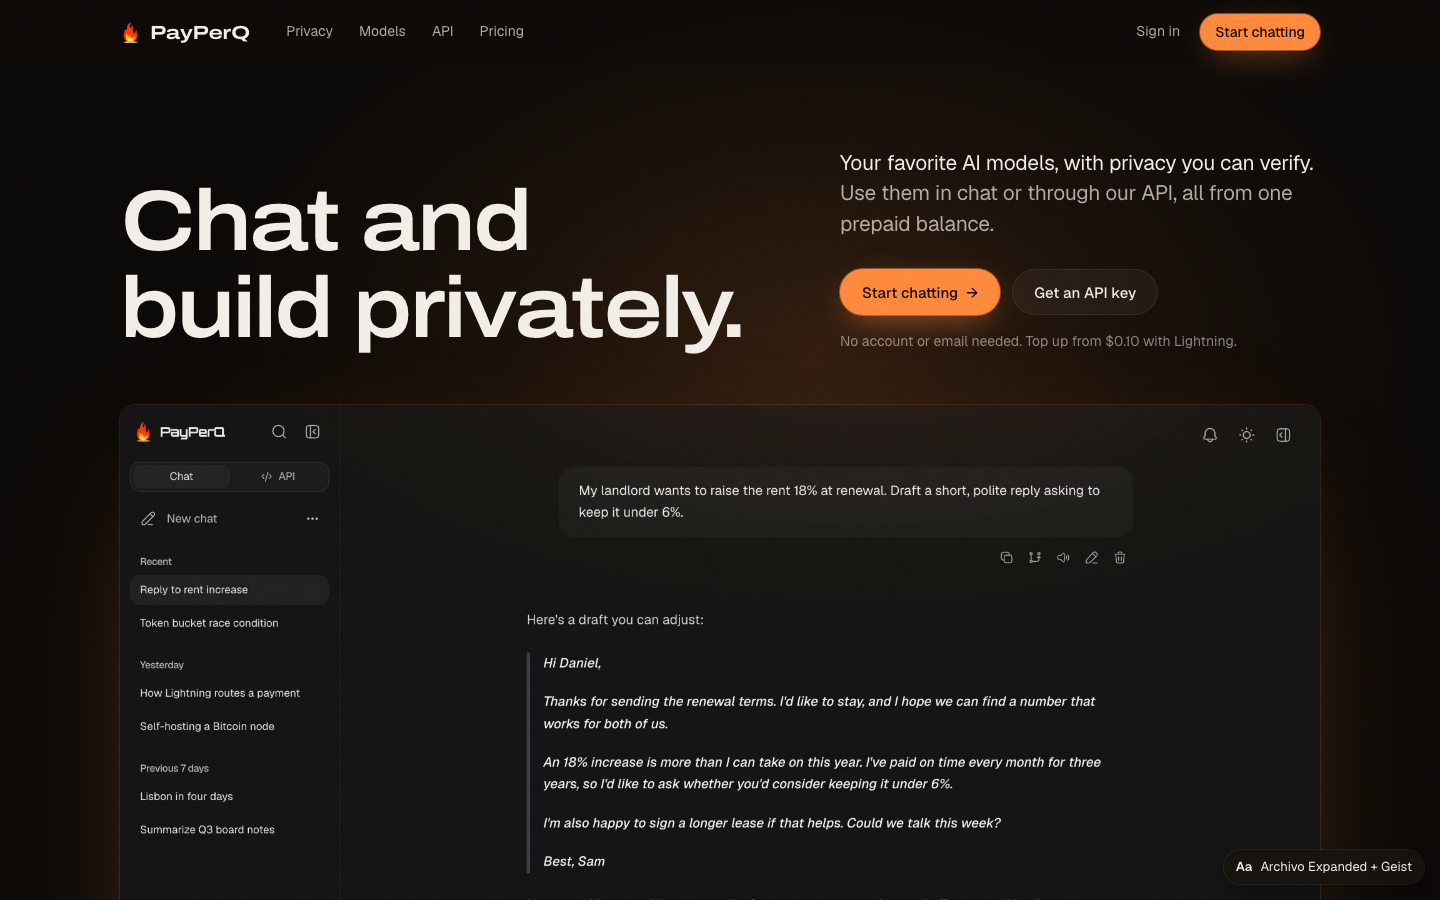 PayPerQ
Privacy
Models
API
Pricing
Sign in
Start chatting
Chat and
build privately.
Your favorite AI models, with privacy you can verify.
Use them in chat or through our API, all from one
prepaid balance.
Start chatting →
Get an API key
No account or email needed. Top up from $0.10 with Lightning.
PayPerQ
Chat
API
New chat
Recent
Reply to rent increase
Token bucket race condition
Yesterday
How Lightning routes a payment
Self-hosting a Bitcoin node
Previous 7 days
Lisbon in four days
Summarize Q3 board notes
My landlord wants to raise the rent 18% at renewal. Draft a short, polite reply asking to
keep it under 6%.
Here's a draft you can adjust:
Hi Daniel,
Thanks for sending the renewal terms. I'd like to stay, and I hope we can find a number that
works for both of us.
An 18% increase is more than I can take on this year. I've paid on time every month for three
years, so I'd like to ask whether you'd consider keeping it under 6%.
I'm also happy to sign a longer lease if that helps. Could we talk this week?
Best, Sam
Aa Archivo Expanded + Geist